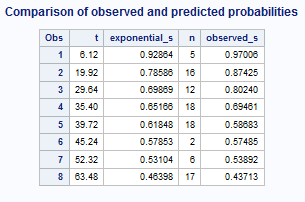 Comparison of observed and predicted probabilities
Obs t exponential_s n observed_s
1 6.12 0.92864 5 0.97006
2 19.92 0.78586 16 0.87425
3 29.64 0.69869 12 0.80240
4 35.40 0.65166 18 0.69461
5 39.72 0.61848 18 0.58683
6 45.24 0.57853 2 0.57485
7 52.32 0.53104 6 0.53892
8 63.48 0.46398 17 0.43713